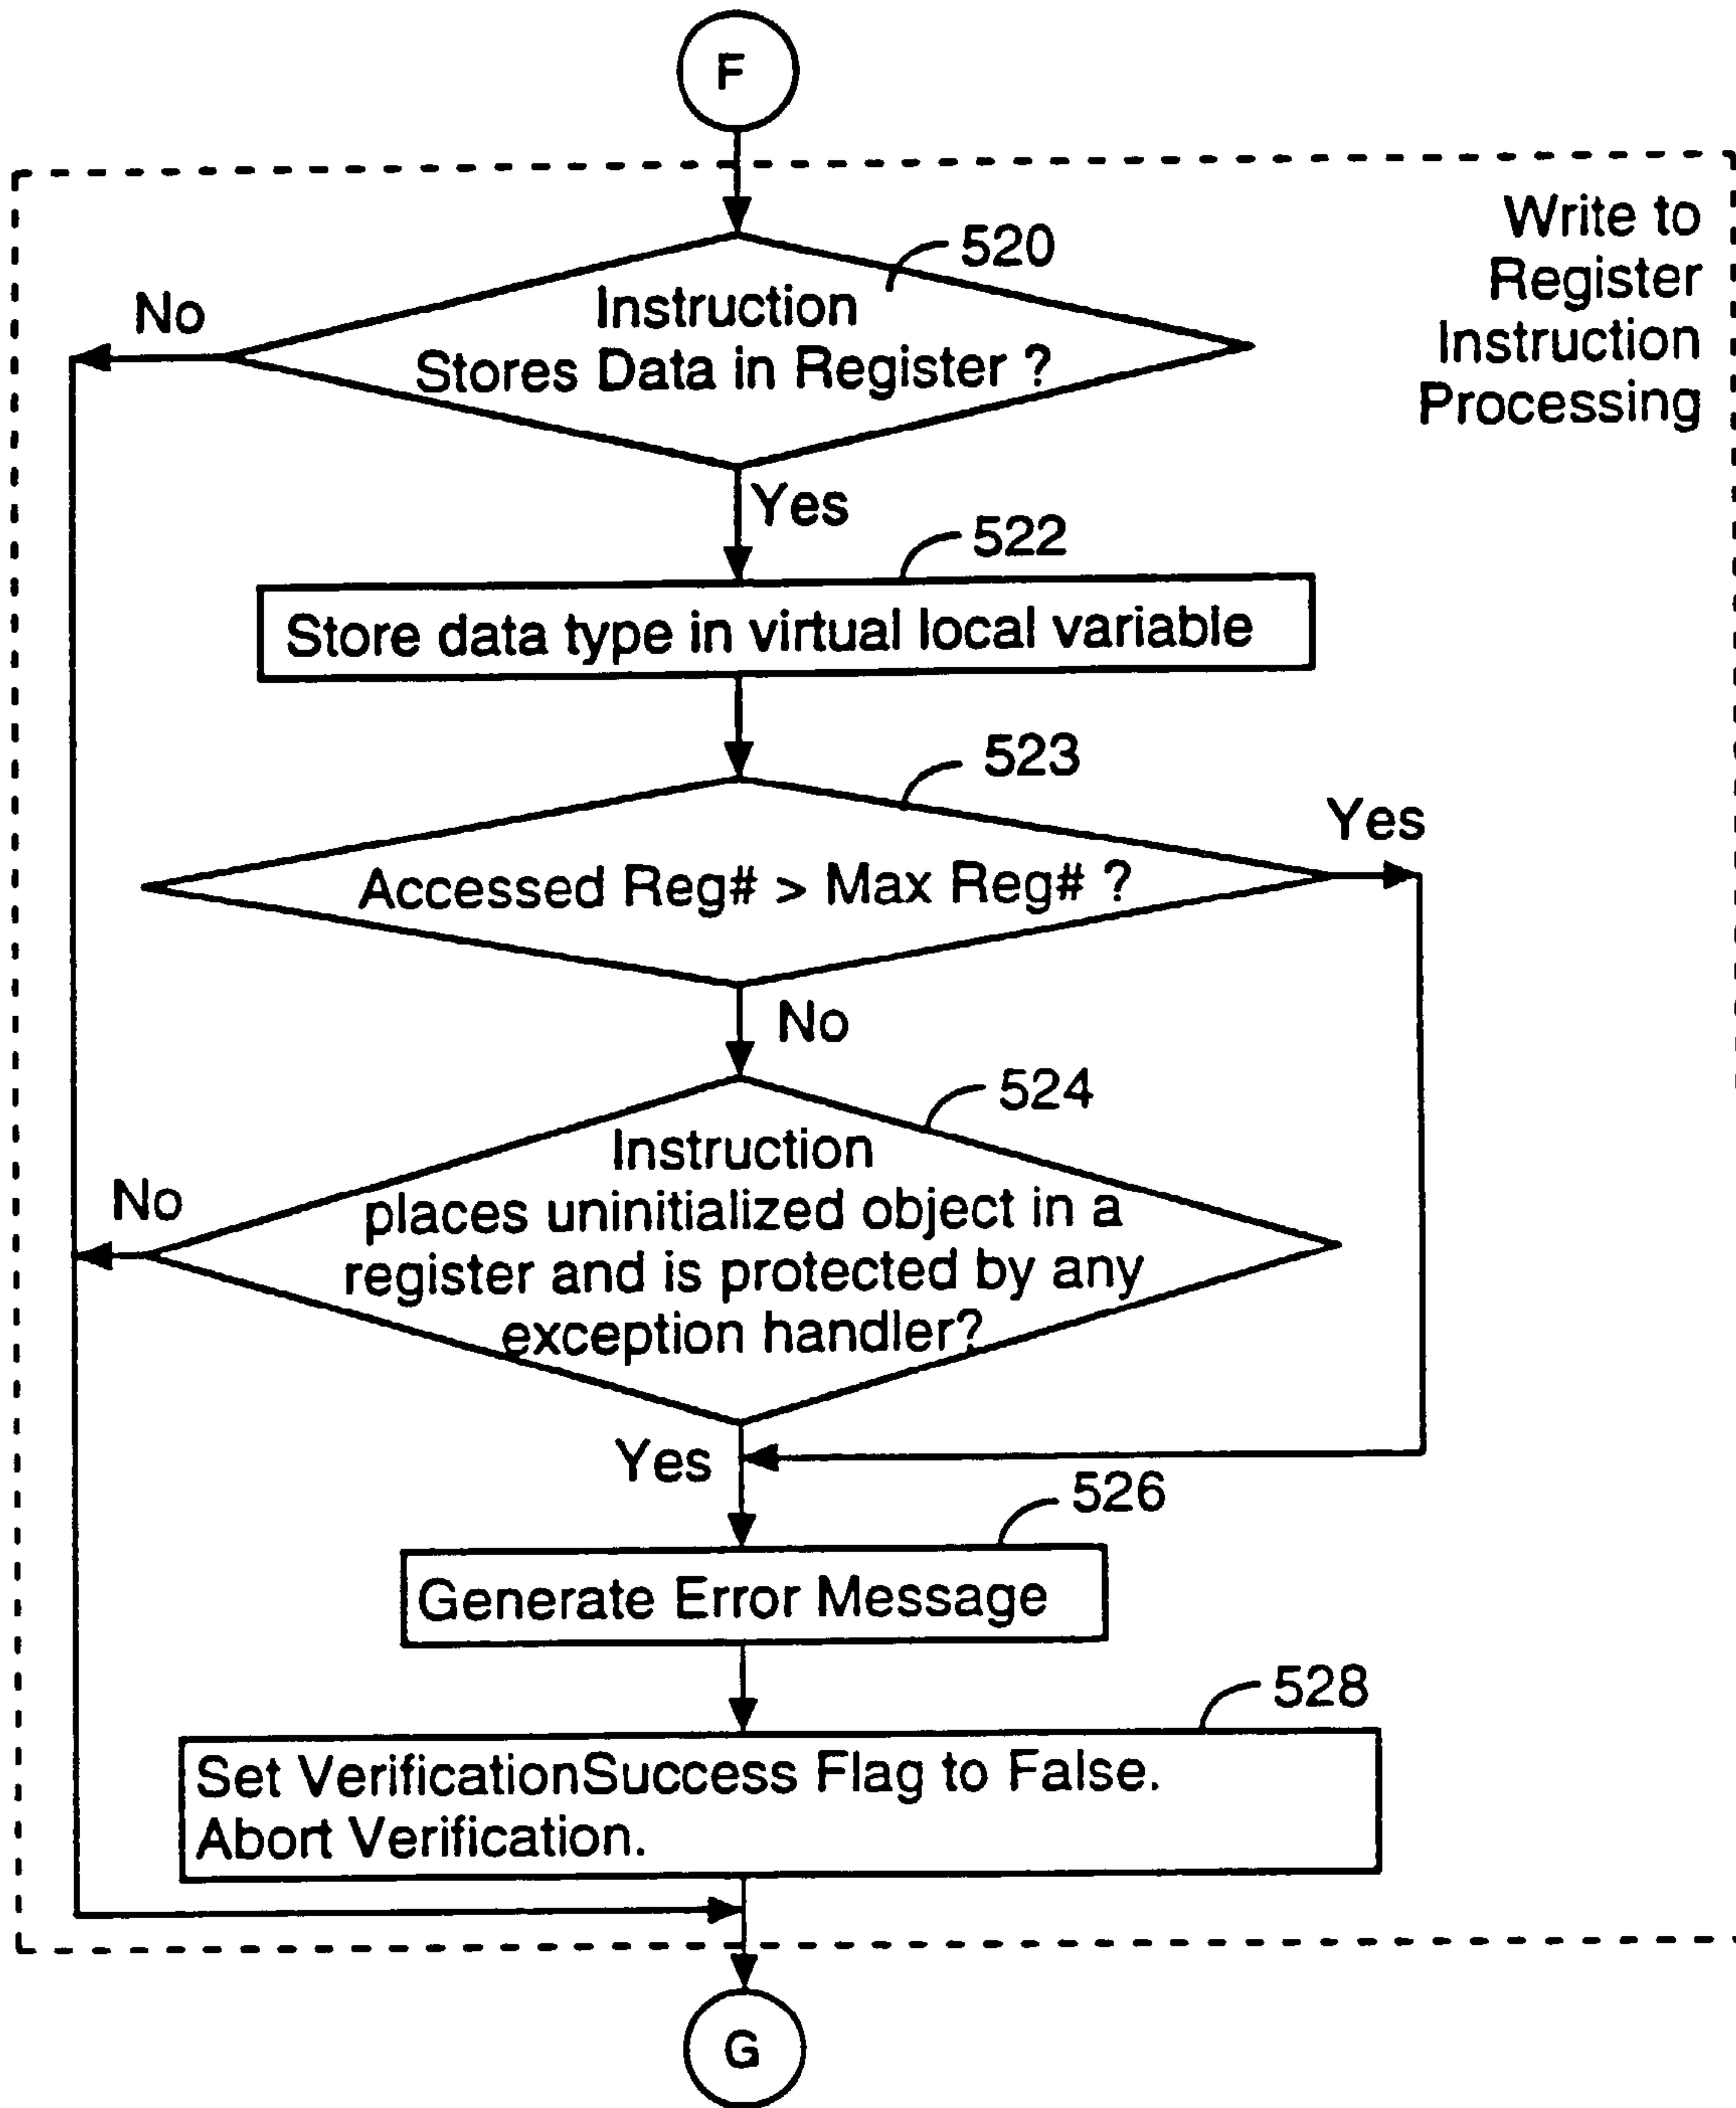 F
Write to
Register
Instruction
Processing
520
Instruction
Stores Data in Register ?
No
Yes
522
Store data type in virtual local variable
523
Accessed Reg# > Max Reg# ?
Yes
No
524
Instruction
places uninitialized object in a
register and is protected by any
exception handler?
No
Yes
526
Generate Error Message
528
Set VerificationSuccess Flag to False.
Abort Verification.
G